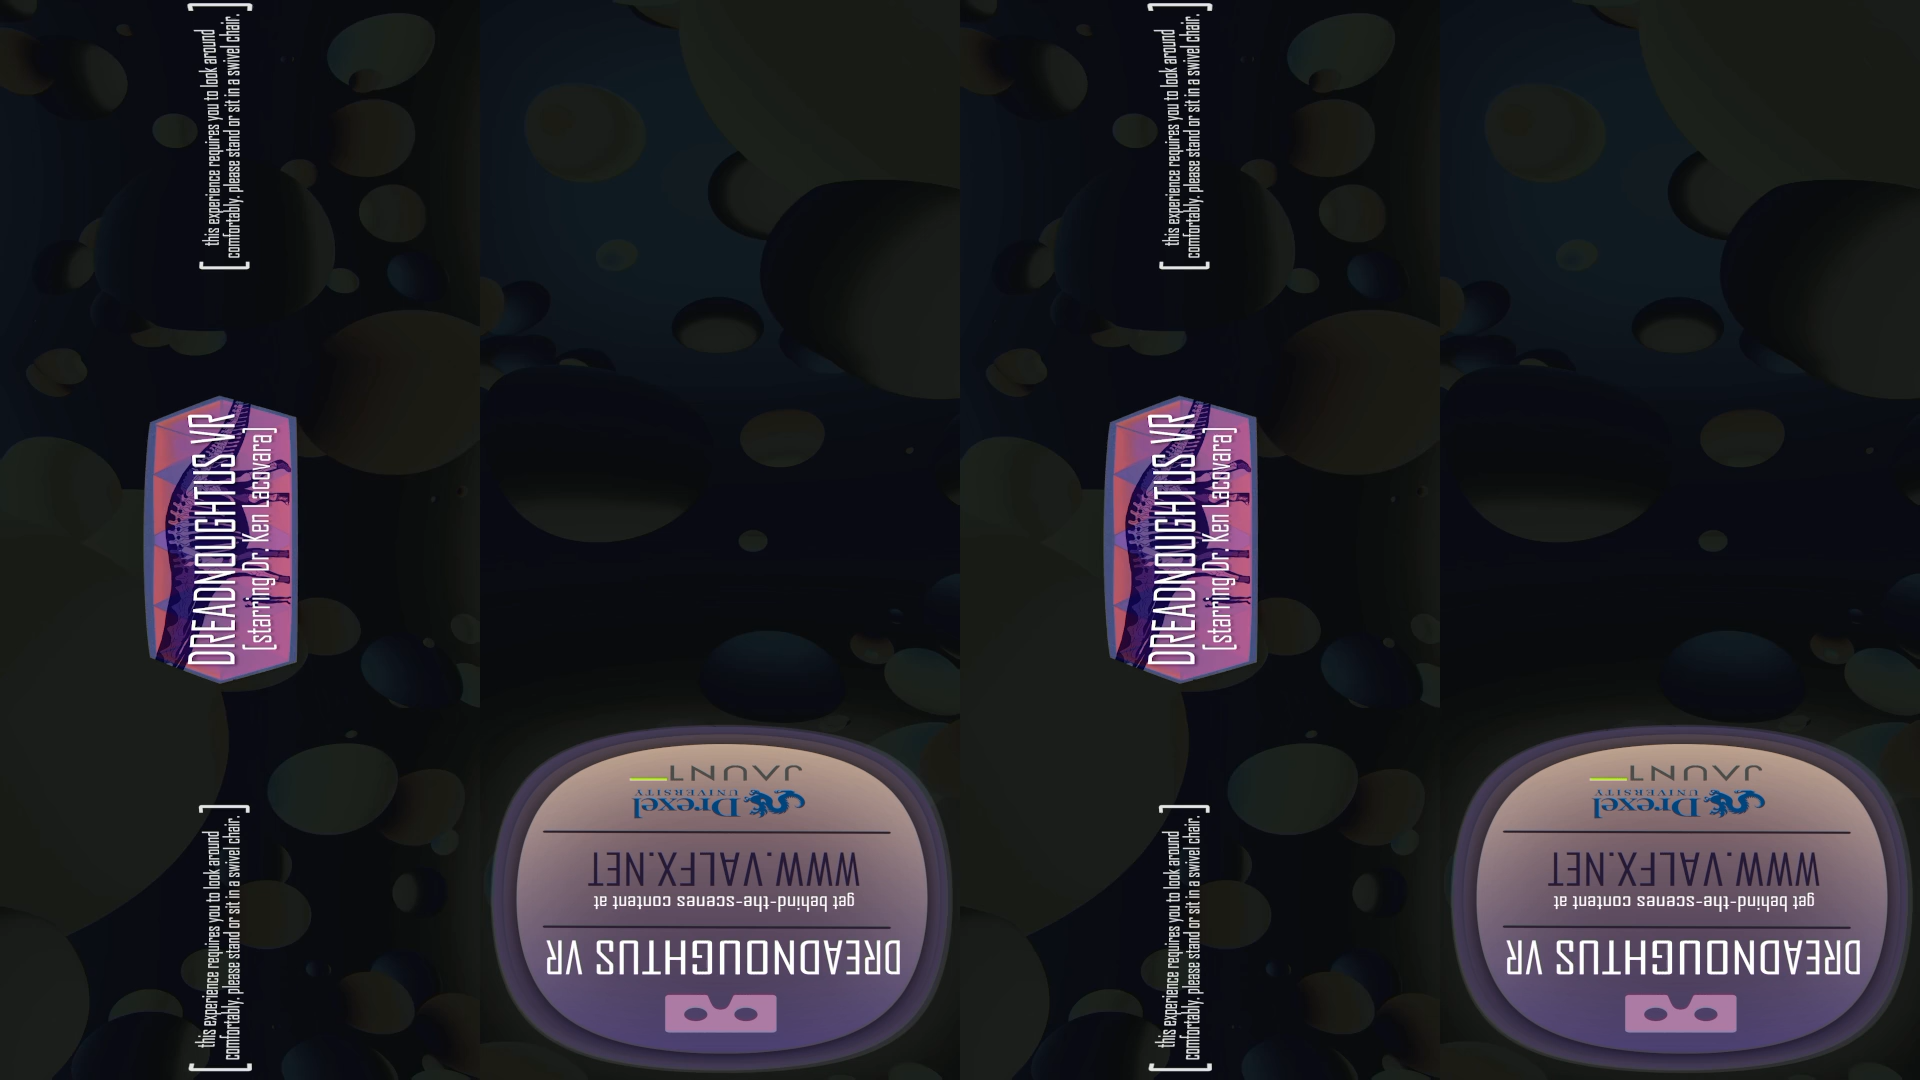 [this experience requires you to look around
comfortably. please stand or sit in a swivel chair.]
DREADNOUGHTUS VR
[starring Dr. Ken Lacovara]
[this experience requires you to look around
comfortably. please stand or sit in a swivel chair.]
DREADNOUGHTUS VR
get behind-the-scenes content at
WWW.VALFX.NET
Drexel
UNIVERSITY
JAUNT
[this experience requires you to look around
comfortably. please stand or sit in a swivel chair.]
DREADNOUGHTUS VR
[starring Dr. Ken Lacovara]
[this experience requires you to look around
comfortably. please stand or sit in a swivel chair.]
DREADNOUGHTUS VR
get behind-the-scenes content at
WWW.VALFX.NET
Drexel
UNIVERSITY
JAUNT